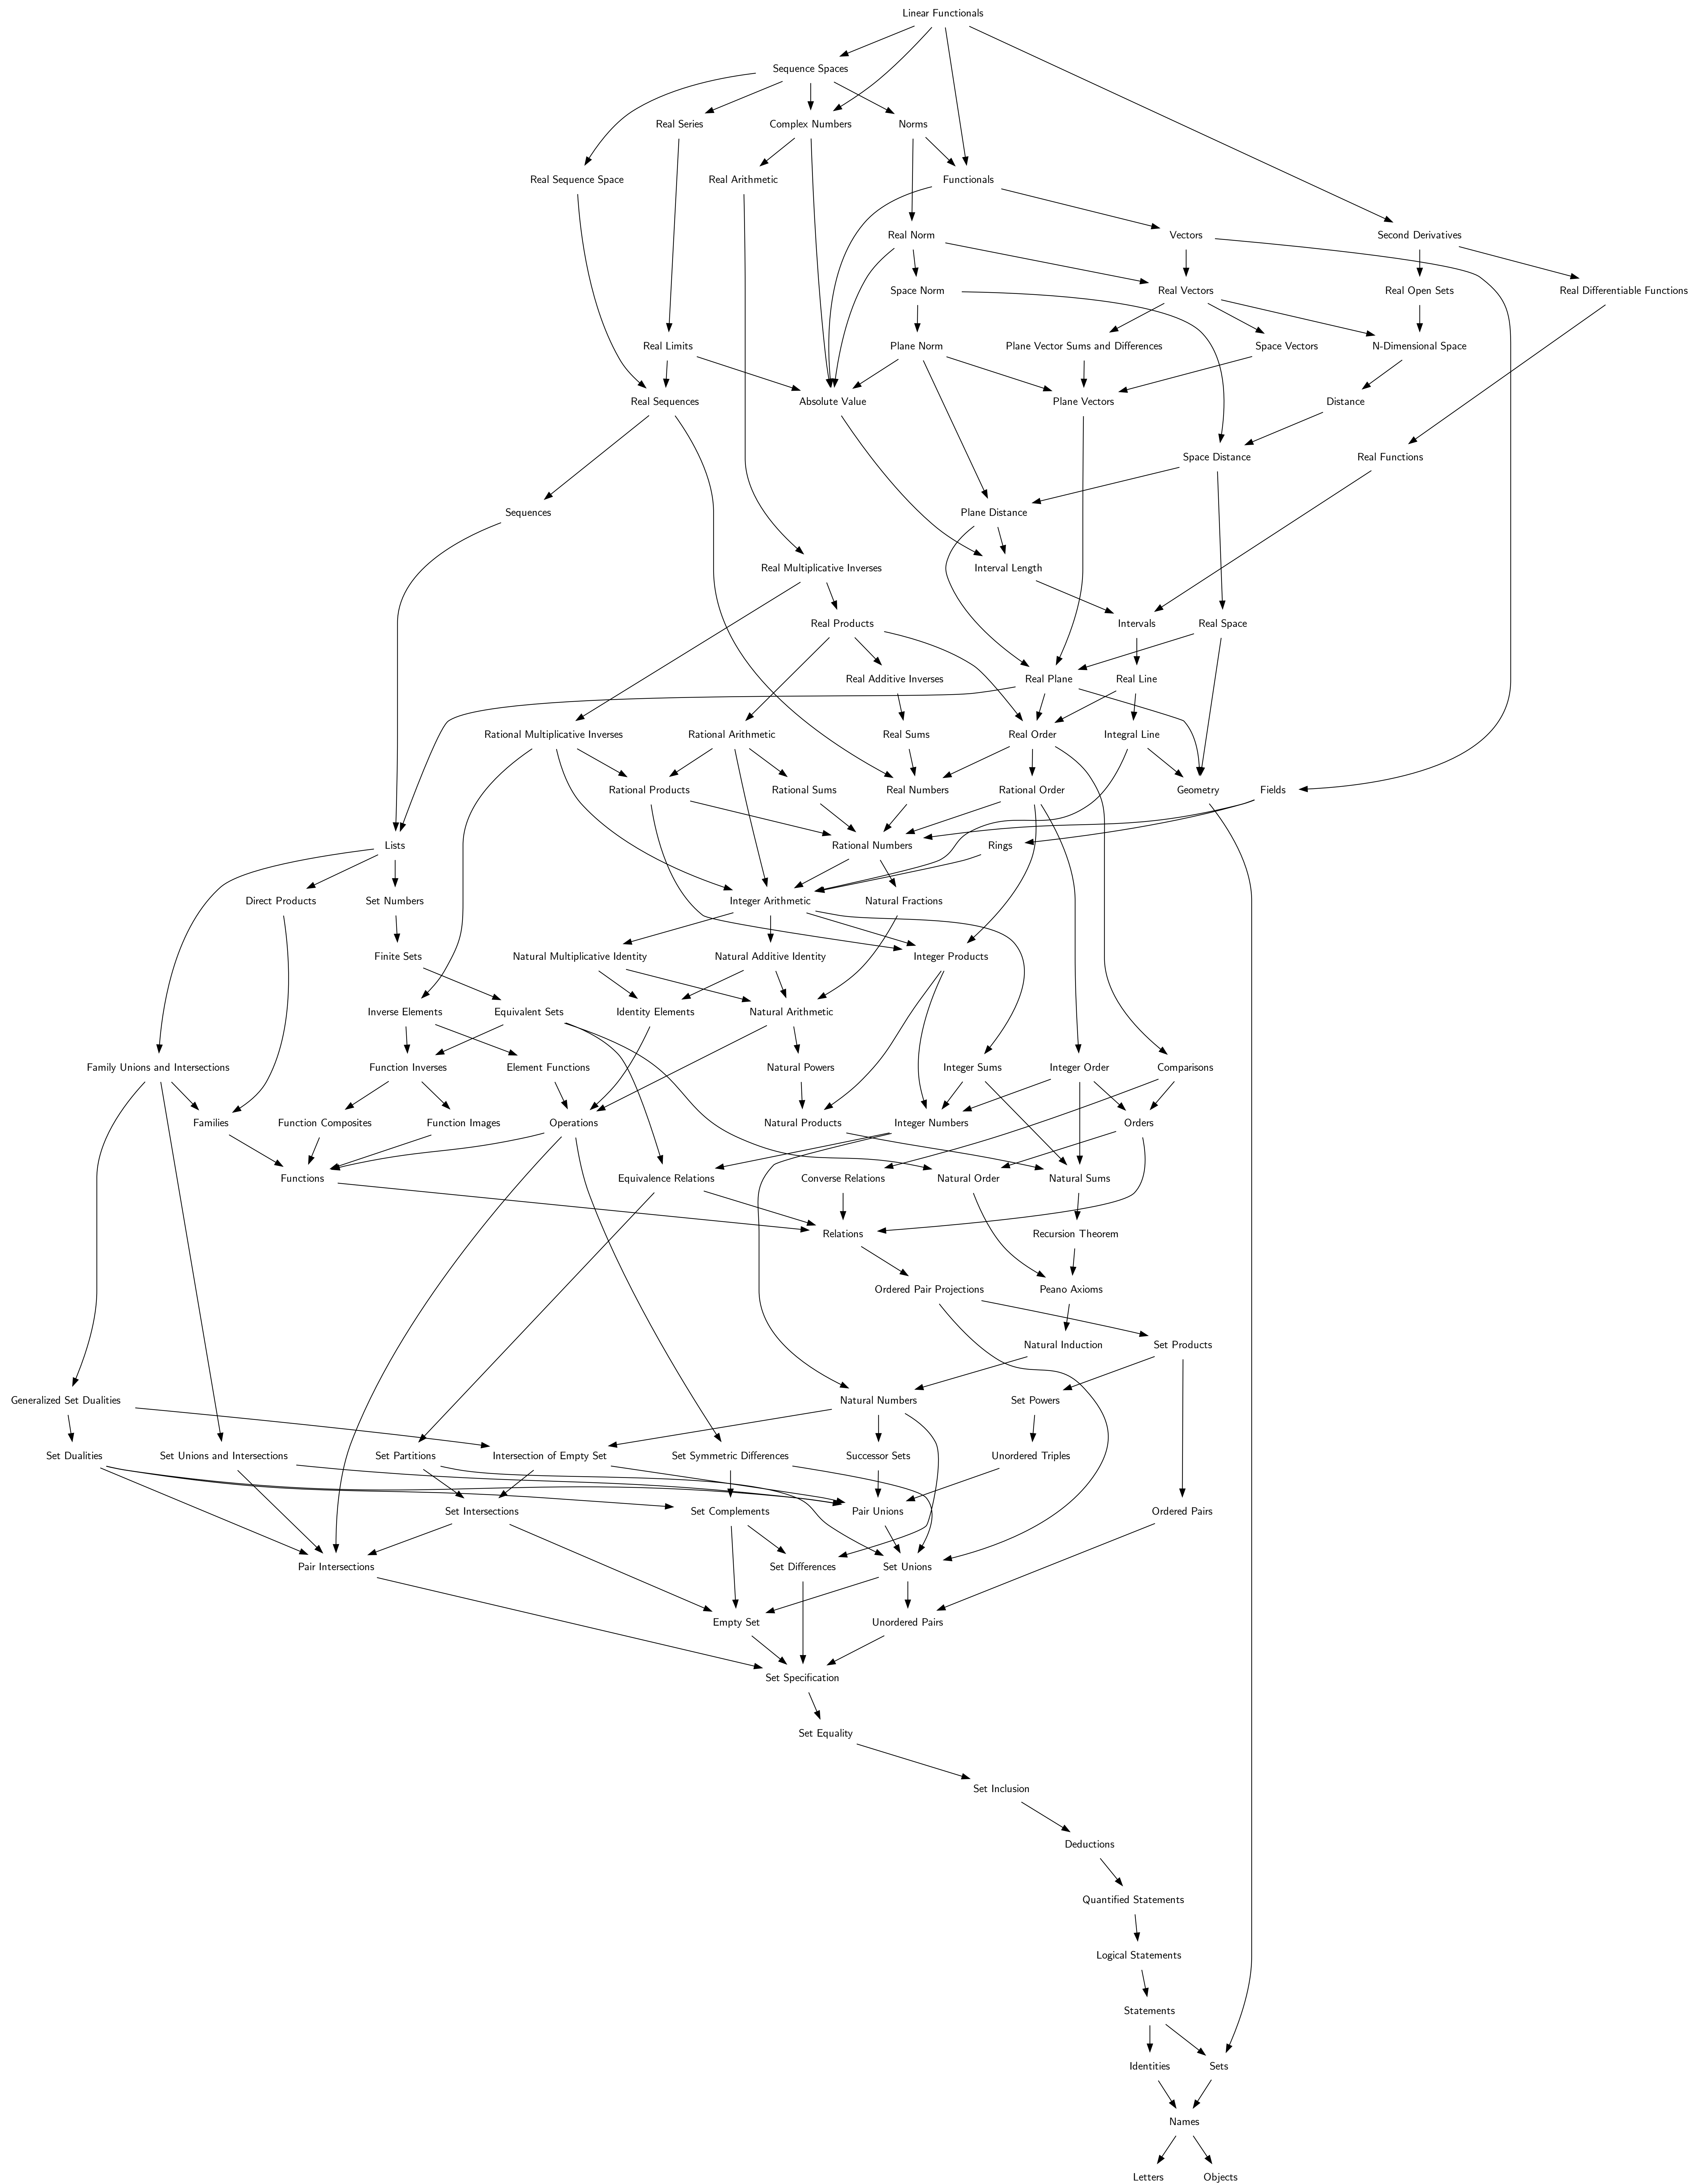 Linear Functionals
Sequence Spaces
Real Series
Complex Numbers
Norms
Real Sequence Space
Real Arithmetic
Functionals
Real Norm
Vectors
Second Derivatives
Space Norm
Real Vectors
Real Open Sets
Real Differentiable Functions
Real Limits
Plane Norm
Plane Vector Sums and Differences
Space Vectors
N-Dimensional Space
Real Sequences
Absolute Value
Plane Vectors
Distance
Space Distance
Real Functions
Sequences
Plane Distance
Real Multiplicative Inverses
Interval Length
Real Products
Intervals
Real Space
Real Additive Inverses
Real Plane
Real Line
Rational Multiplicative Inverses
Rational Arithmetic
Real Sums
Real Order
Integral Line
Rational Products
Rational Sums
Real Numbers
Rational Order
Geometry
Fields
Lists
Rational Numbers
Rings
Direct Products
Set Numbers
Integer Arithmetic
Natural Fractions
Finite Sets
Natural Multiplicative Identity
Natural Additive Identity
Integer Products
Inverse Elements
Equivalent Sets
Identity Elements
Natural Arithmetic
Family Unions and Intersections
Function Inverses
Element Functions
Natural Powers
Integer Sums
Integer Order
Comparisons
Families
Function Composites
Function Images
Operations
Natural Products
Integer Numbers
Orders
Functions
Equivalence Relations
Converse Relations
Natural Order
Natural Sums
Relations
Recursion Theorem
Ordered Pair Projections
Peano Axioms
Natural Induction
Set Products
Generalized Set Dualities
Natural Numbers
Set Powers
Set Dualities
Set Unions and Intersections
Set Partitions
Intersection of Empty Set
Set Symmetric Differences
Successor Sets
Unordered Triples
Set Intersections
Set Complements
Pair Unions
Ordered Pairs
Pair Intersections
Set Differences
Set Unions
Empty Set
Unordered Pairs
Set Specification
Set Equality
Set Inclusion
Deductions
Quantified Statements
Logical Statements
Statements
Identities
Sets
Names
Letters
Objects